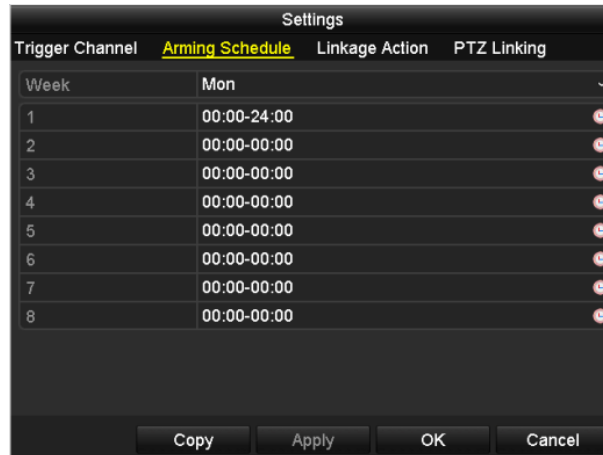 Settings
Trigger Channel Arming Schedule Linkage Action PTZ Linking
Week Mon
1 00:00-24:00
2 00:00-00:00
3 00:00-00:00
4 00:00-00:00
5 00:00-00:00
6 00:00-00:00
7 00:00-00:00
8 00:00-00:00
Copy Apply OK Cancel